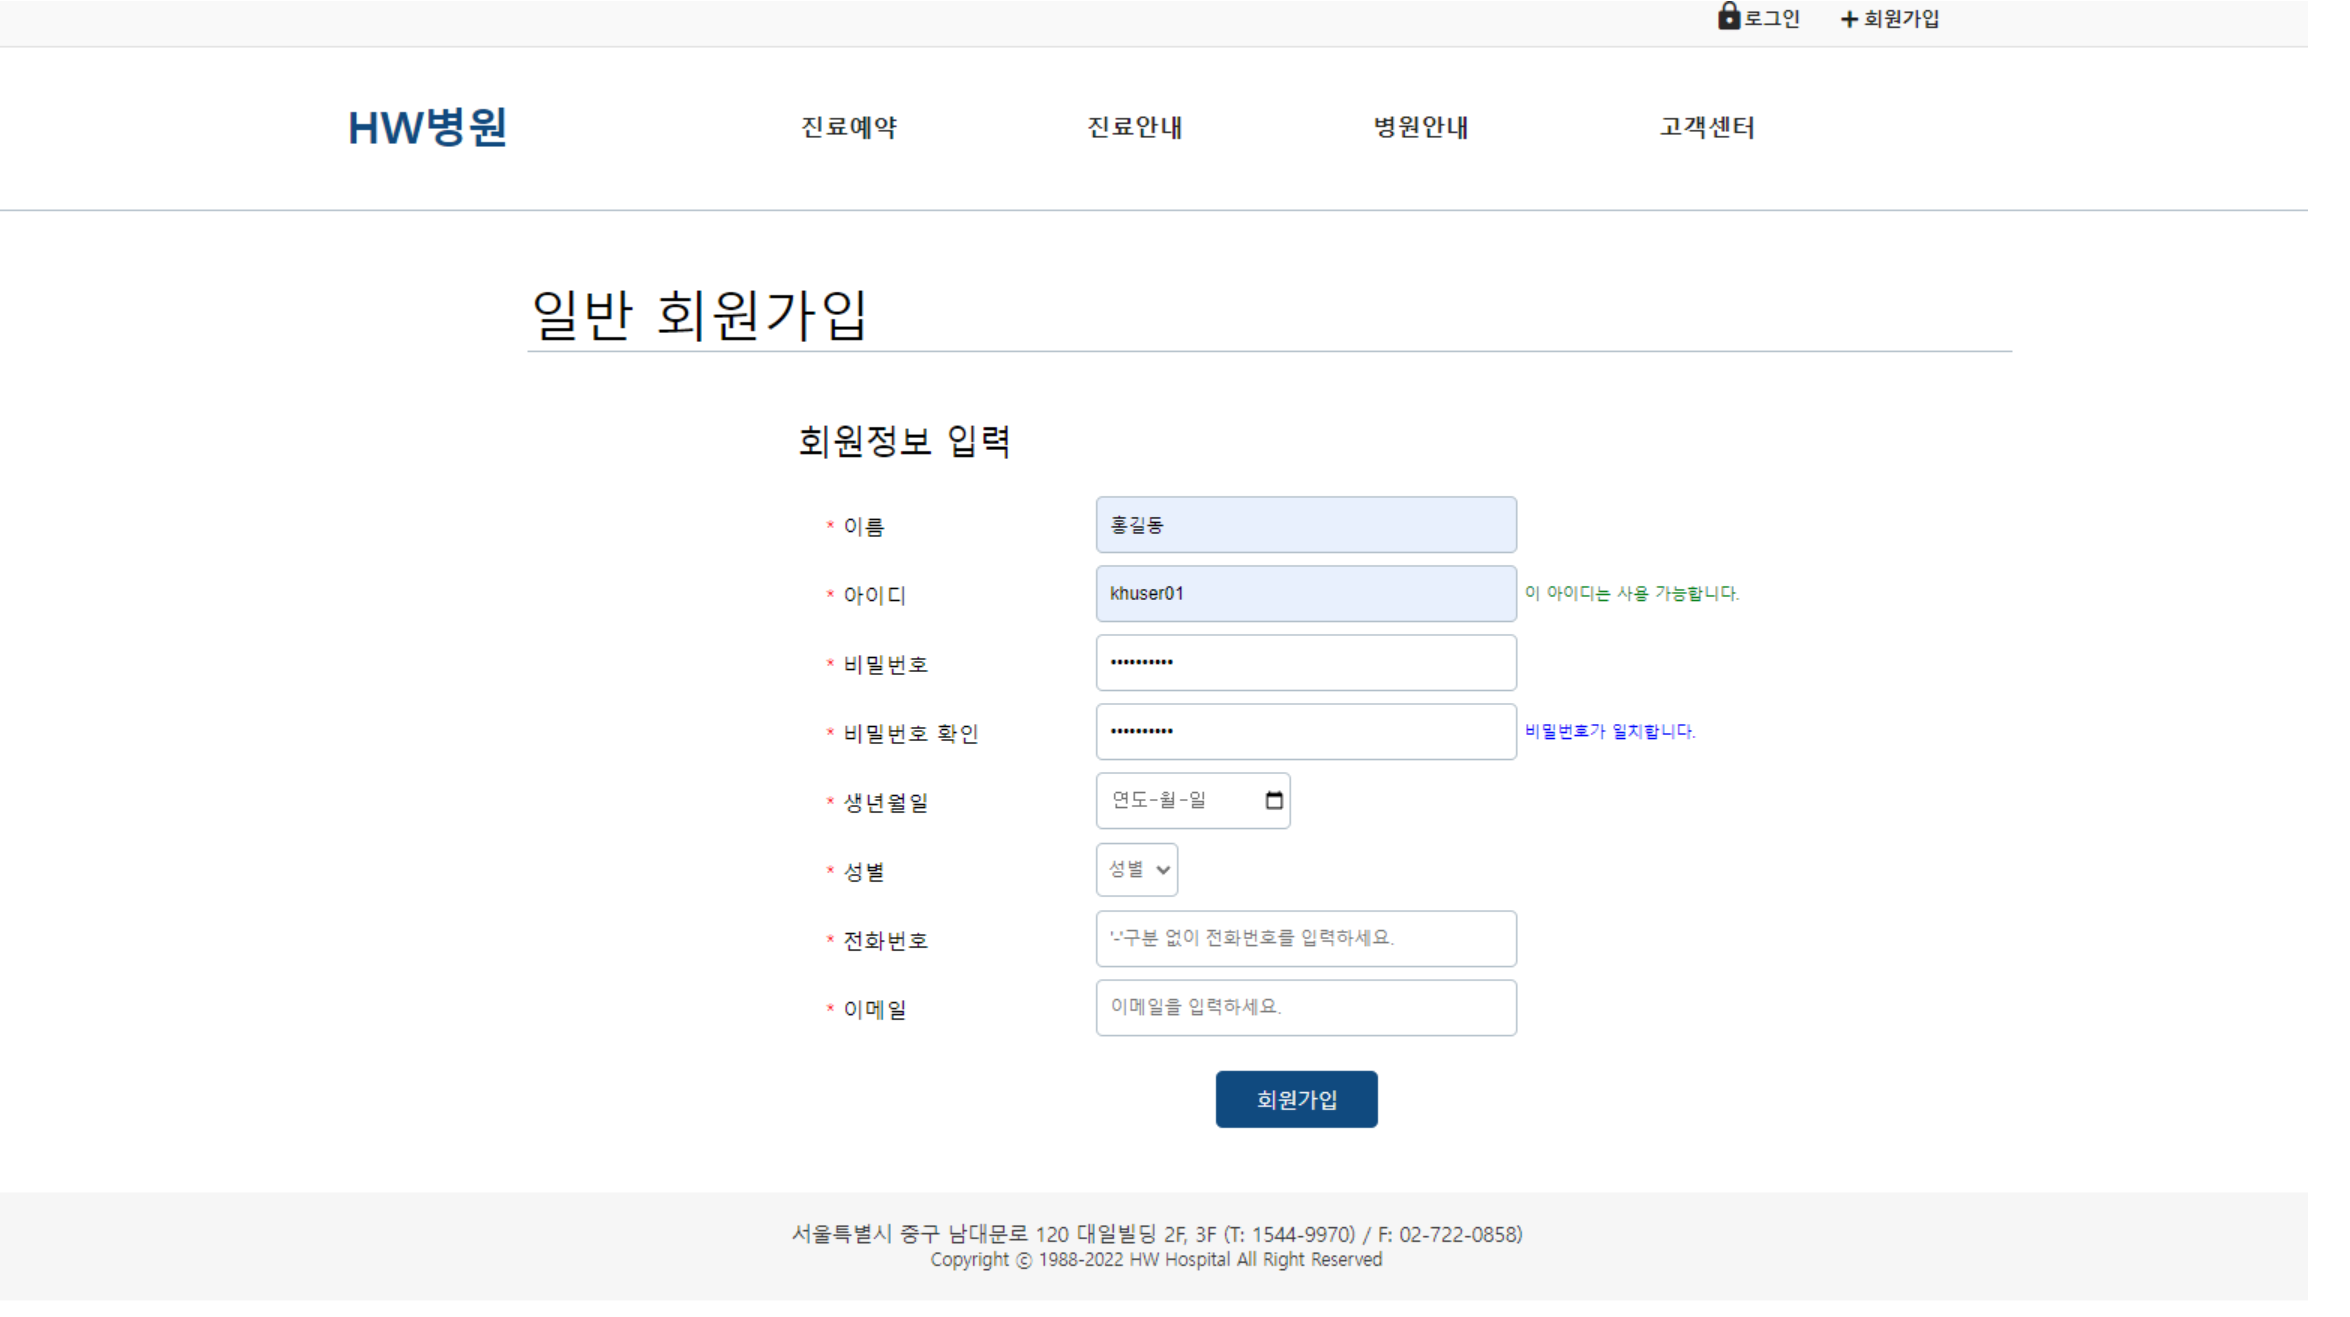 로그인 + 회원가입
HW병원 진료예약 진료안내 병원안내 고객센터
일반 회원가입
회원정보 입력
* 이름 홍길동
* 아이디 khuser01 이 아이디는 사용 가능합니다.
* 비밀번호 ••••••••••
* 비밀번호 확인 •••••••••• 비밀번호가 일치합니다.
* 생년월일 연도-월-일
* 성별 성별
* 전화번호 '-'구분 없이 전화번호를 입력하세요.
* 이메일 이메일을 입력하세요.
회원가입
서울특별시 중구 남대문로 120 대일빌딩 2F, 3F (T: 1544-9970) / F: 02-722-0858)
Copyright ⓒ 1988-2022 HW Hospital All Right Reserved